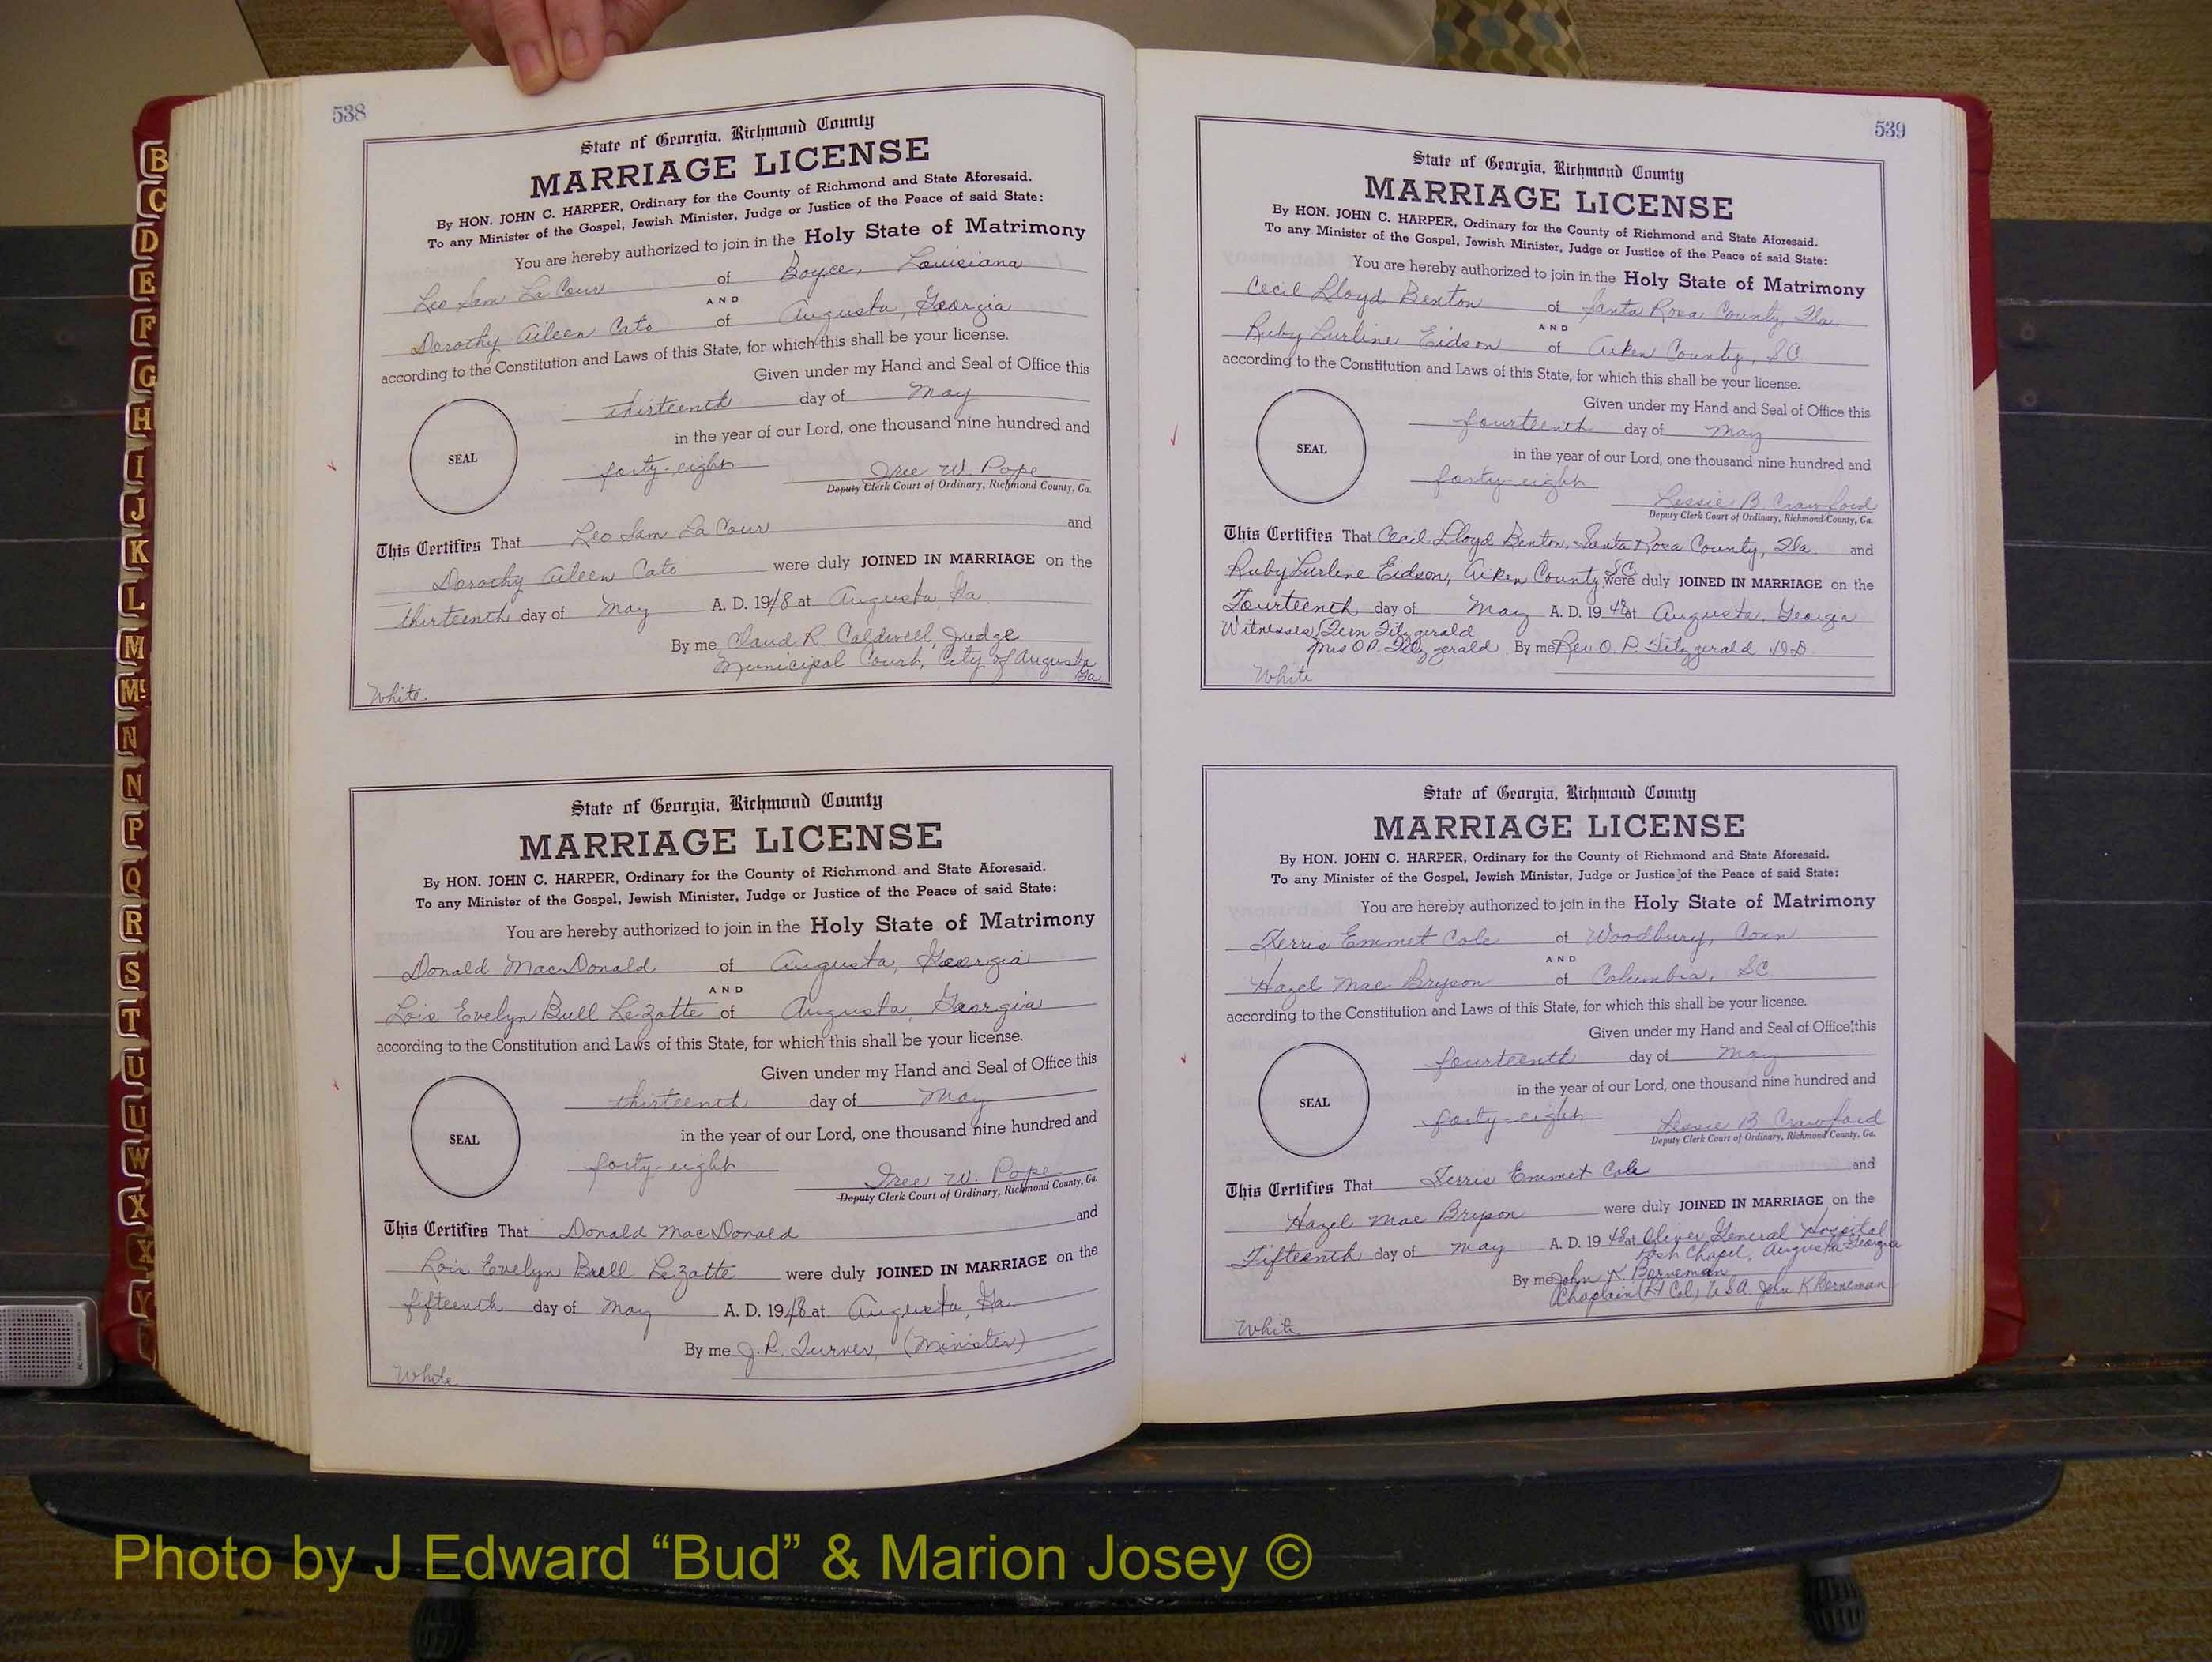 538
State of Georgia, Richmond County
MARRIAGE LICENSE
By HON. JOHN C. HARPER, Ordinary for the County of Richmond and State Aforesaid.
To any Minister of the Gospel, Jewish Minister, Judge or Justice of the Peace of said State:
You are hereby authorized to join in the Holy State of Matrimony
Leo Sam La Cour of Boyce, Louisiana
AND
Dorothy Aileen Cato of Augusta, Georgia
according to the Constitution and Laws of this State, for which this shall be your license.
Given under my Hand and Seal of Office this
thirteenth day of May
in the year of our Lord, one thousand nine hundred and
SEAL
forty-eight W. Pope
Deputy Clerk Court of Ordinary, Richmond County, Ga.
This Certifies That Leo Sam La Cour and
Dorothy Aileen Cato were duly JOINED IN MARRIAGE on the
thirteenth day of May A. D. 1948 at Augusta, Ga.
By me Claud R. Caldwell, Judge
Municipal Court, City of Augusta
Ga.
White
State of Georgia, Richmond County
MARRIAGE LICENSE
By HON. JOHN C. HARPER, Ordinary for the County of Richmond and State Aforesaid.
To any Minister of the Gospel, Jewish Minister, Judge or Justice of the Peace of said State:
You are hereby authorized to join in the Holy State of Matrimony
Donald MacDonald of Augusta, Georgia
AND
Lois Evelyn Bull LeZotte of Augusta, Georgia
according to the Constitution and Laws of this State, for which this shall be your license.
Given under my Hand and Seal of Office this
thirteenth day of May
in the year of our Lord, one thousand nine hundred and
SEAL
forty-eight W. Pope
Deputy Clerk Court of Ordinary, Richmond County, Ga.
This Certifies That Donald MacDonald and
Lois Evelyn Bull LeZotte were duly JOINED IN MARRIAGE on the
fifteenth day of May A. D. 1948 at Augusta, Ga.
By me J. R. Turner, (Minister)
White
539
State of Georgia, Richmond County
MARRIAGE LICENSE
By HON. JOHN C. HARPER, Ordinary for the County of Richmond and State Aforesaid.
To any Minister of the Gospel, Jewish Minister, Judge or Justice of the Peace of said State:
You are hereby authorized to join in the Holy State of Matrimony
Cecil Lloyd Benton of Santa Rosa County, Fla.
AND
Ruby Lurline Eidson of Aiken County, SC
according to the Constitution and Laws of this State, for which this shall be your license.
Given under my Hand and Seal of Office this
fourteenth day of May
in the year of our Lord, one thousand nine hundred and
SEAL
forty-eight Lessie B Crawford
Deputy Clerk Court of Ordinary, Richmond County, Ga.
This Certifies That Cecil Lloyd Benton, Santa Rosa County, Fla. and
Ruby Lurline Eidson, Aiken County, SC were duly JOINED IN MARRIAGE on the
Fourteenth day of May A. D. 1948 at Augusta, Georgia
Witnesses Fern Fitzgerald
Mrs O P. Fitzgerald By me Rev O. P. Fitzgerald D D
White
State of Georgia, Richmond County
MARRIAGE LICENSE
By HON. JOHN C. HARPER, Ordinary for the County of Richmond and State Aforesaid.
To any Minister of the Gospel, Jewish Minister, Judge or Justice of the Peace of said State:
You are hereby authorized to join in the Holy State of Matrimony
Ferris Emmet Cole of Woodbury, Conn
AND
Hazel Mae Bryson of Columbia, SC
according to the Constitution and Laws of this State, for which this shall be your license.
Given under my Hand and Seal of Office this
fourteenth day of May
in the year of our Lord, one thousand nine hundred and
SEAL
forty-eight Lessie B Crawford
Deputy Clerk Court of Ordinary, Richmond County, Ga.
This Certifies That Ferris Emmet Cole and
Hazel Mae Bryson were duly JOINED IN MARRIAGE on the
Fifteenth day of May A. D. 1948 at Oliver General Hospital
Post Chapel, Augusta Georgia
By me John K. Borneman
Chaplain (Lt Col) USA John K Borneman
White
B
C
D
E
F
G
H
I
J
K
L
M
Mc
N
N
P
Q
R
S
T
U
U
W
X
X
Y
Photo by J Edward “Bud” & Marion Josey ©